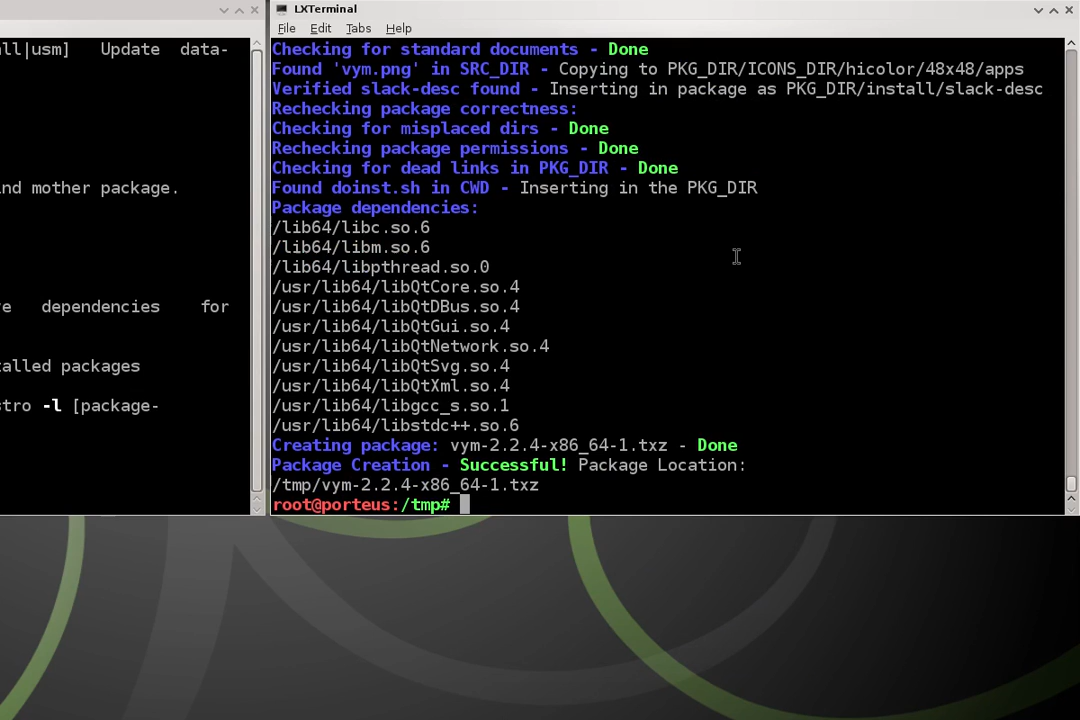 all|usm]   Update  data-
nd mother package.
e   dependencies    for
talled packages
stro -l [package-
LXTerminal
File Edit Tabs Help
Checking for standard documents - Done
Found 'vym.png' in SRC_DIR - Copying to PKG_DIR/ICONS_DIR/hicolor/48x48/apps
Verified slack-desc found - Inserting in package as PKG_DIR/install/slack-desc
Rechecking package correctness:
Checking for misplaced dirs - Done
Rechecking package permissions - Done
Checking for dead links in PKG_DIR - Done
Found doinst.sh in CWD - Inserting in the PKG_DIR
Package dependencies:
/lib64/libc.so.6
/lib64/libm.so.6
/lib64/libpthread.so.0
/usr/lib64/libQtCore.so.4
/usr/lib64/libQtDBus.so.4
/usr/lib64/libQtGui.so.4
/usr/lib64/libQtNetwork.so.4
/usr/lib64/libQtSvg.so.4
/usr/lib64/libQtXml.so.4
/usr/lib64/libgcc_s.so.1
/usr/lib64/libstdc++.so.6
Creating package: vym-2.2.4-x86_64-1.txz - Done
Package Creation - Successful! Package Location:
/tmp/vym-2.2.4-x86_64-1.txz
root@porteus:/tmp#